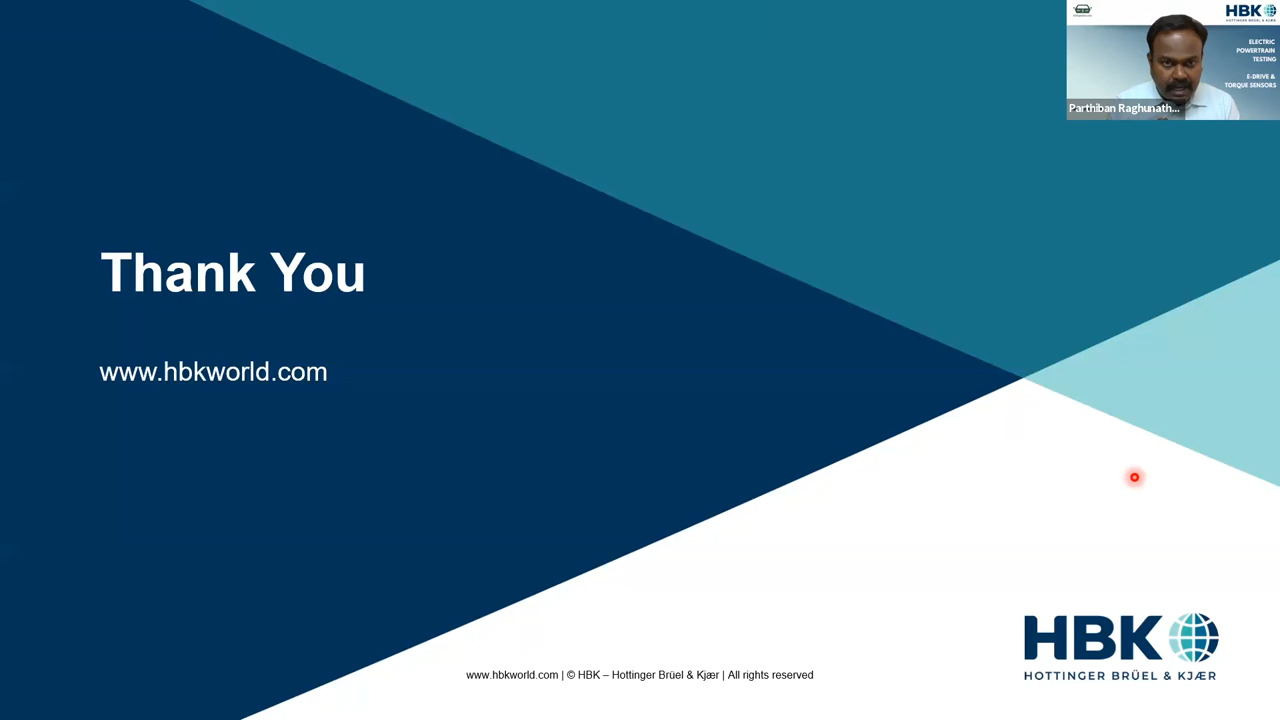 HBK
HOTTINGER BRÜEL & KJÆR
ELECTRIC
POWERTRAIN
TESTING
E-DRIVE &
TORQUE SENSORS
Parthiban Raghunath...
Thank You
www.hbkworld.com
HBK
HOTTINGER BRÜEL & KJÆR
www.hbkworld.com | © HBK – Hottinger Brüel & Kjær | All rights reserved